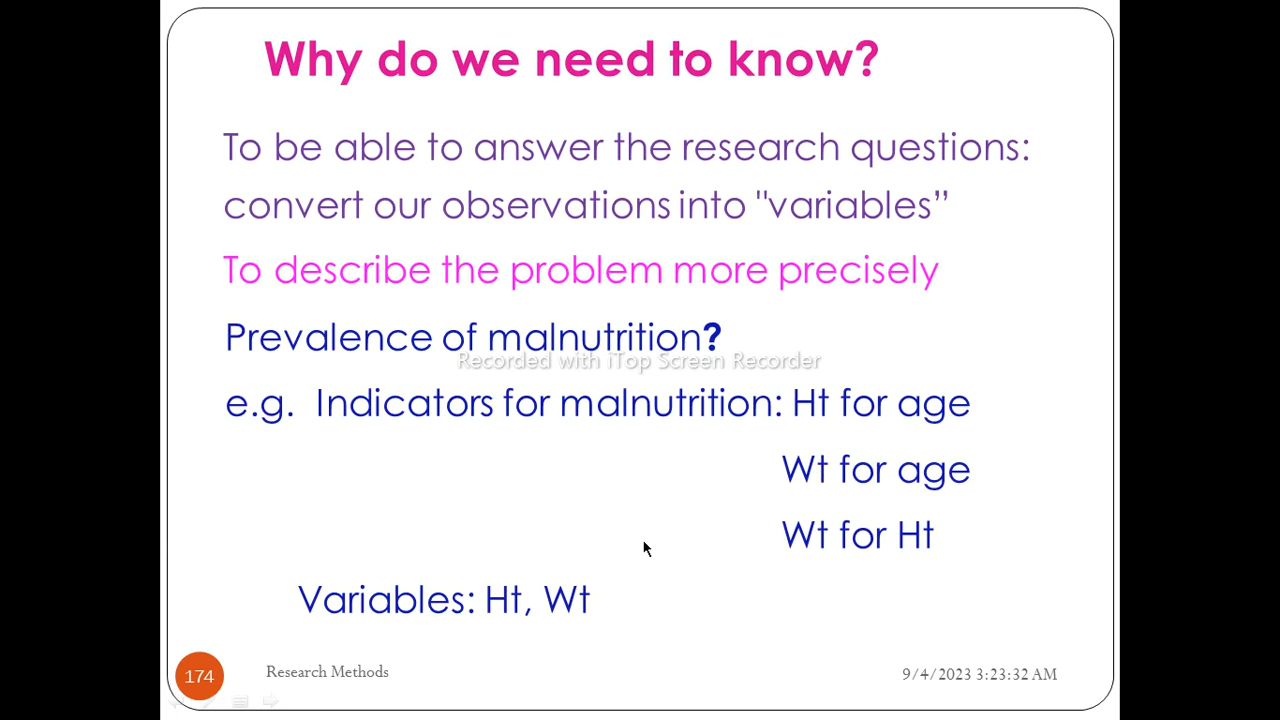 Why do we need to know?
To be able to answer the research questions:
convert our observations into "variables”
To describe the problem more precisely
Prevalence of malnutrition?
Recorded with iTop Screen Recorder
e.g. Indicators for malnutrition: Ht for age
Wt for age
Wt for Ht
Variables: Ht, Wt
174
Research Methods
9/4/2023 3:23:32 AM